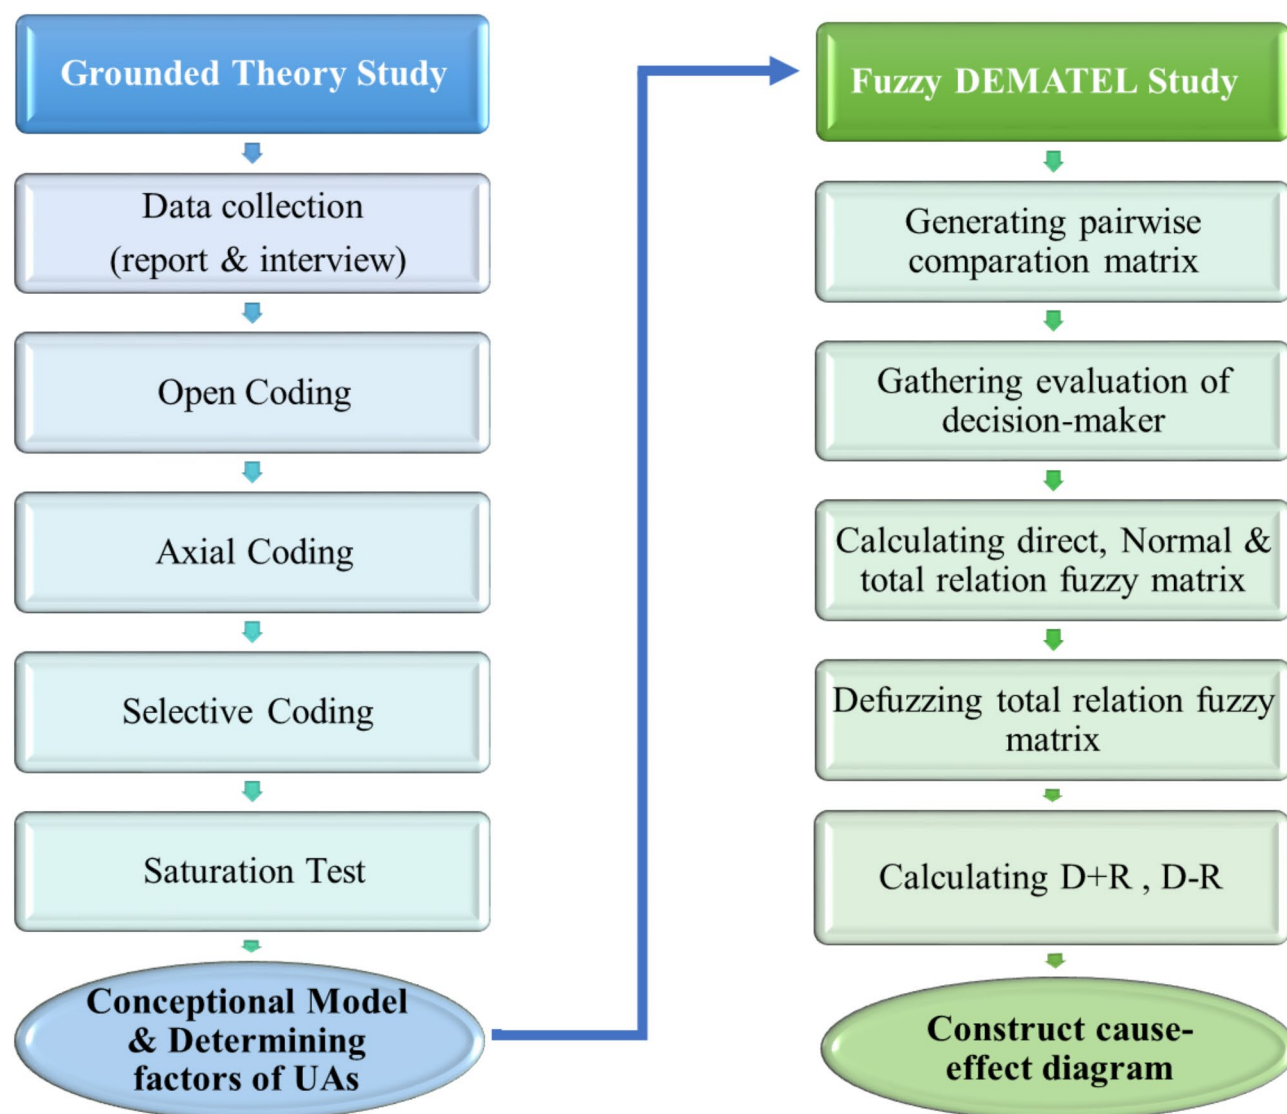 Grounded Theory Study
Data collection
(report & interview)
Open Coding
Axial Coding
Selective Coding
Saturation Test
Conceptional Model
& Determining
factors of UAs
Fuzzy DEMATEL Study
Generating pairwise
comparation matrix
Gathering evaluation of
decision-maker
Calculating direct, Normal &
total relation fuzzy matrix
Defuzzing total relation fuzzy
matrix
Calculating D+R , D-R
Construct cause-
effect diagram